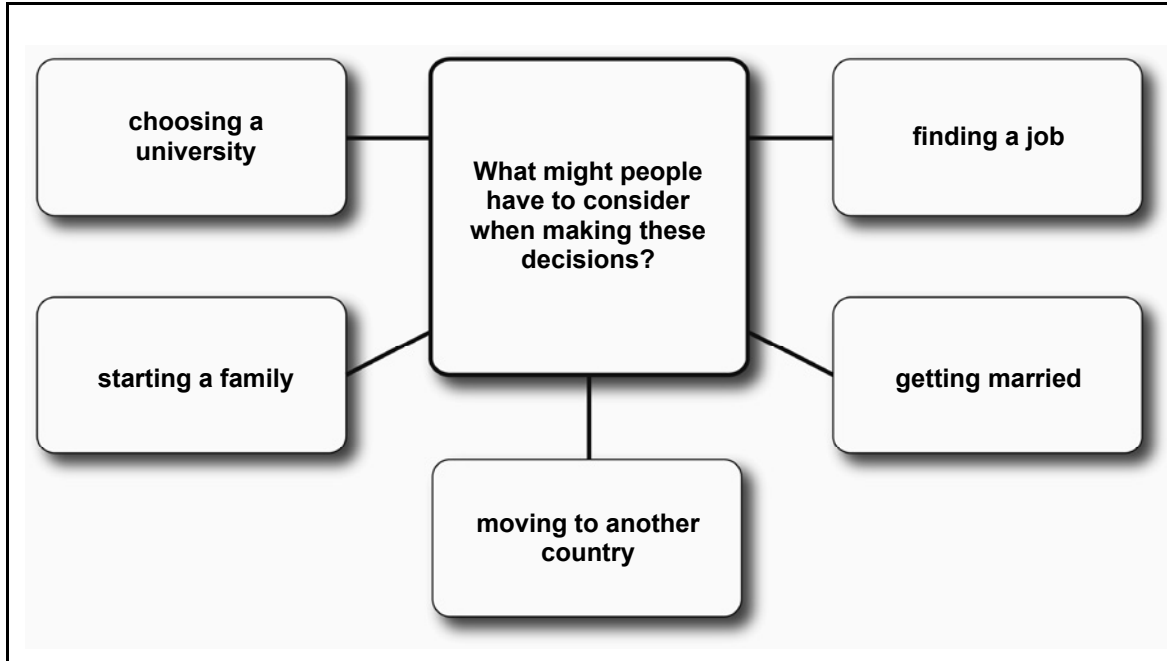 choosing a
university
What might people
have to consider
when making these
decisions?
finding a job
starting a family
getting married
moving to another
country